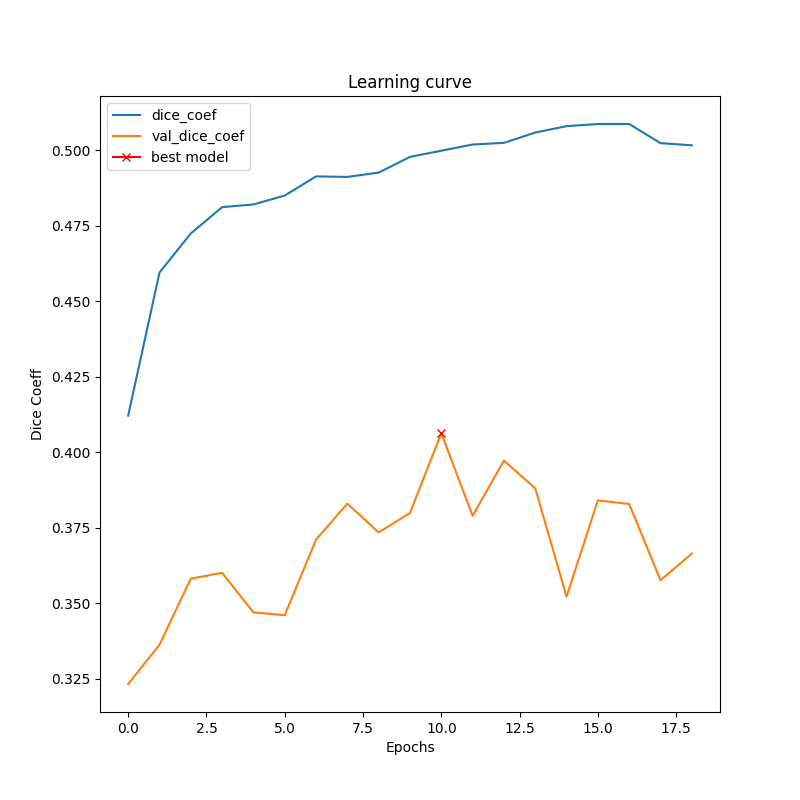 Learning curve
dice_coef
val_dice_coef
best model
Dice Coeff
0.500
0.475
0.450
0.425
0.400
0.375
0.350
0.325
0.0 2.5 5.0 7.5 10.0 12.5 15.0 17.5
Epochs